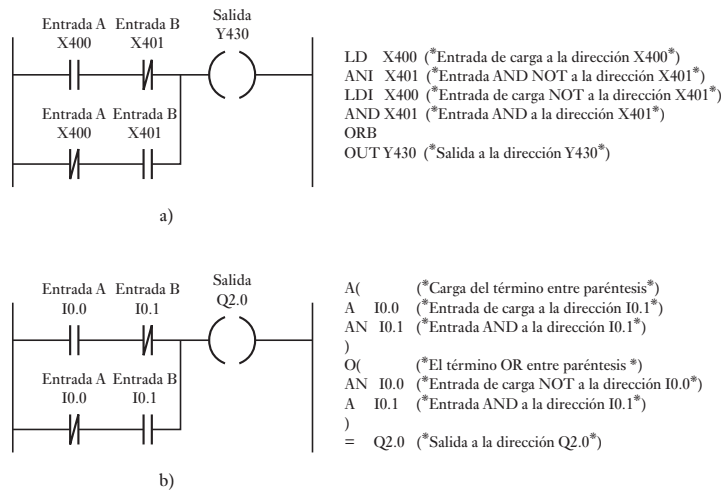 Entrada A Entrada B Salida
X400 X401 Y430
Entrada A Entrada B
X400 X401
LD X400 (*Entrada de carga a la dirección X400*)
ANI X401 (*Entrada AND NOT a la dirección X401*)
LDI X400 (*Entrada de carga NOT a la dirección X401*)
AND X401 (*Entrada AND a la dirección X401*)
ORB
OUT Y430 (*Salida a la dirección Y430*)
a)
Entrada A Entrada B Salida
I0.0 I0.1 Q2.0
Entrada A Entrada B
I0.0 I0.1
A( (*Carga del término entre paréntesis*)
A I0.0 (*Entrada de carga a la dirección I0.1*)
AN I0.1 (*Entrada AND a la dirección I0.1*)
)
O( (*El término OR entre paréntesis *)
AN I0.0 (*Entrada de carga NOT a la dirección I0.0*)
A I0.1 (*Entrada AND a la dirección I0.1*)
)
= Q2.0 (*Salida a la dirección Q2.0*)
b)